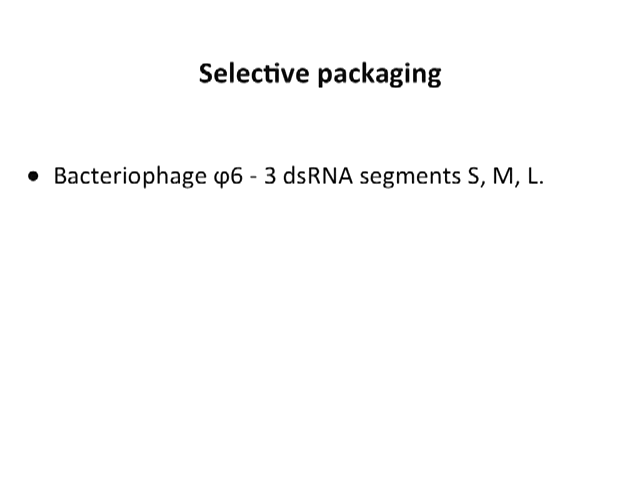 Selective packaging
● Bacteriophage φ6 - 3 dsRNA segments S, M, L.